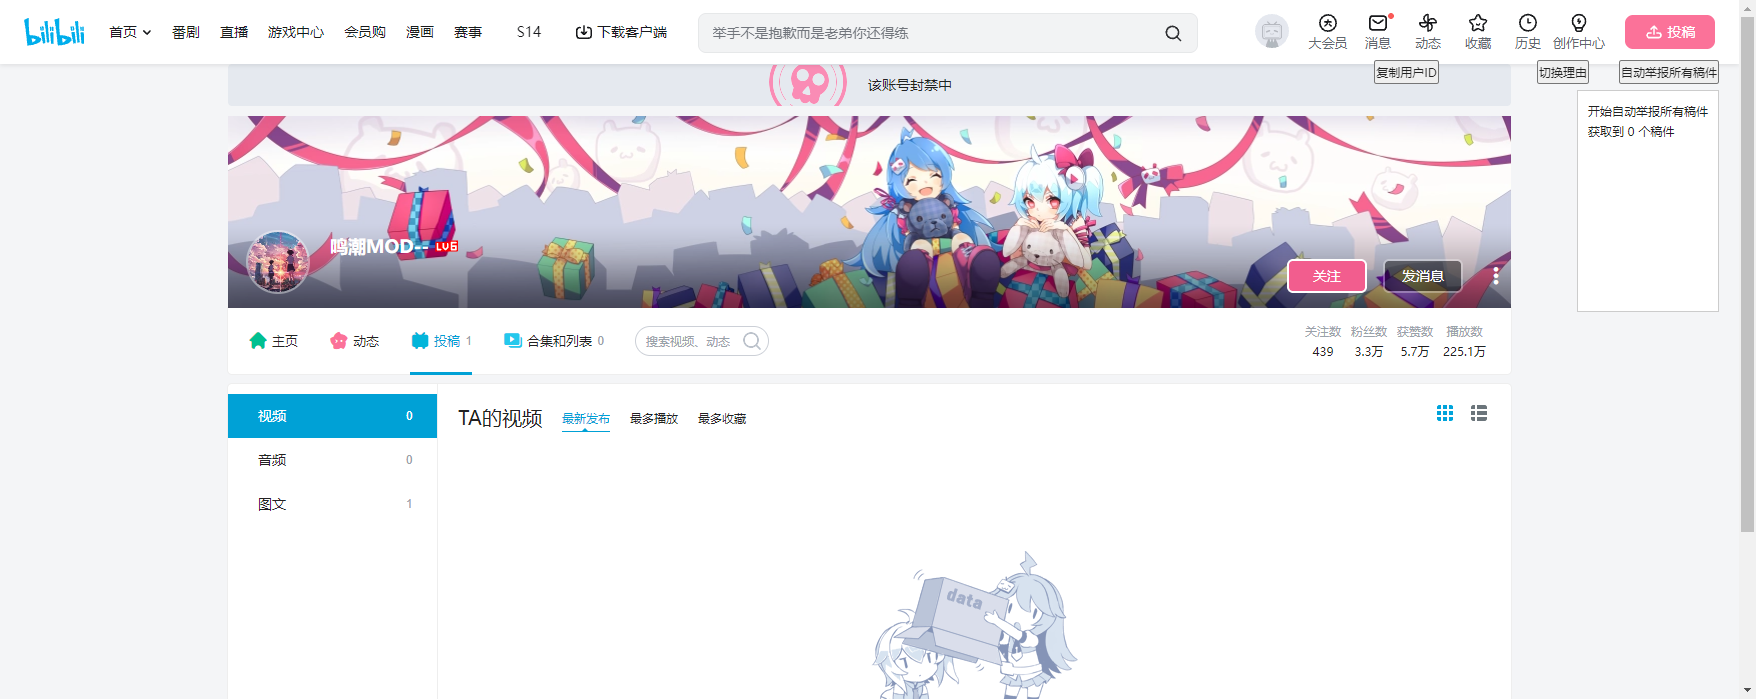 bilibili
首页
番剧
直播
游戏中心
会员购
漫画
赛事
S14
下载客户端
举手不是抱歉而是老弟你还得练
大会员
消息
动态
收藏
历史
创作中心
投稿
复制用户ID
切换理由
自动举报所有稿件
该账号封禁中
开始自动举报所有稿件
获取到 0 个稿件
鸣潮MOD-- LV6
关注
发消息
主页
动态
投稿 1
合集和列表 0
搜索视频、动态
关注数 粉丝数 获赞数 播放数
439 3.3万 5.7万 225.1万
视频 0
音频 0
图文 1
TA的视频
最新发布
最多播放
最多收藏
data